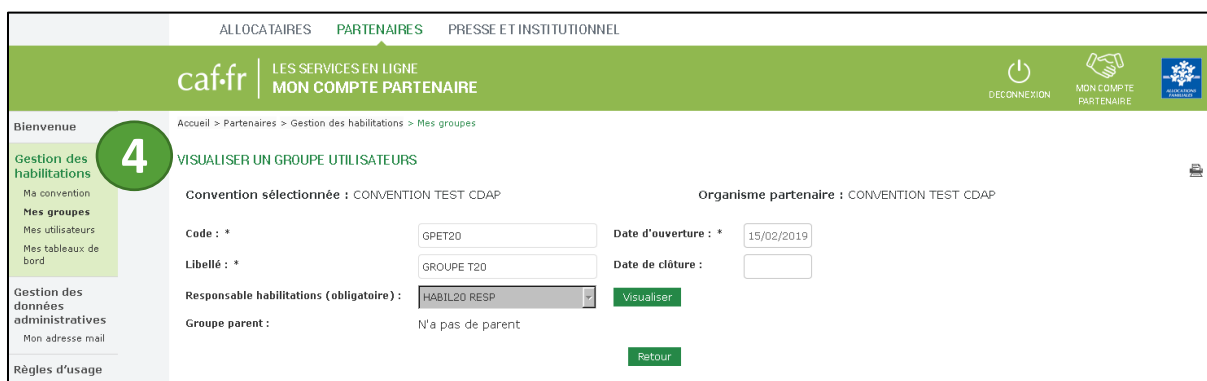 ALLOCATAIRES PARTENAIRES PRESSE ET INSTITUTIONNEL
caf.fr LES SERVICES EN LIGNE
MON COMPTE PARTENAIRE
DECONNEXION
MON COMPTE
PARTENAIRE
ALLOCATIONS
FAMILIALES
Bienvenue
Gestion des
habilitations
Ma convention
Mes groupes
Mes utilisateurs
Mes tableaux de
bord
Gestion des
données
administratives
Mon adresse mail
Règles d'usage
4
Accueil > Partenaires > Gestion des habilitations > Mes groupes
VISUALISER UN GROUPE UTILISATEURS
Convention sélectionnée : CONVENTION TEST CDAP Organisme partenaire : CONVENTION TEST CDAP
Code : * GPET20 Date d'ouverture : * 15/02/2019
Libellé : * GROUPE T20 Date de clôture :
Responsable habilitations (obligatoire) : HABIL20 RESP Visualiser
Groupe parent : N'a pas de parent
Retour